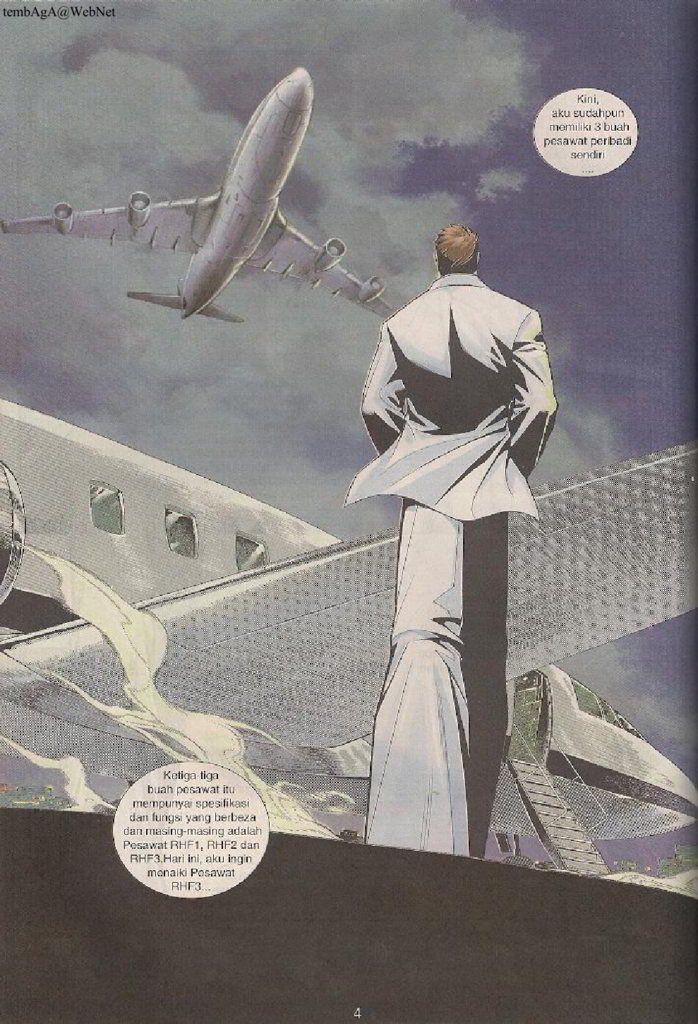 tembAgA@WebNet
Kini,
aku sudahpun
memiliki 3 buah
pesawat peribadi
sendiri
....
Ketiga-tiga
buah pesawat itu
mempunyai spesifikasi
dan fungsi yang berbeza
dan masing-masing adalah
Pesawat RHF1, RHF2 dan
RHF3.Hari ini, aku ingin
menaiki Pesawat
RHF3...
4